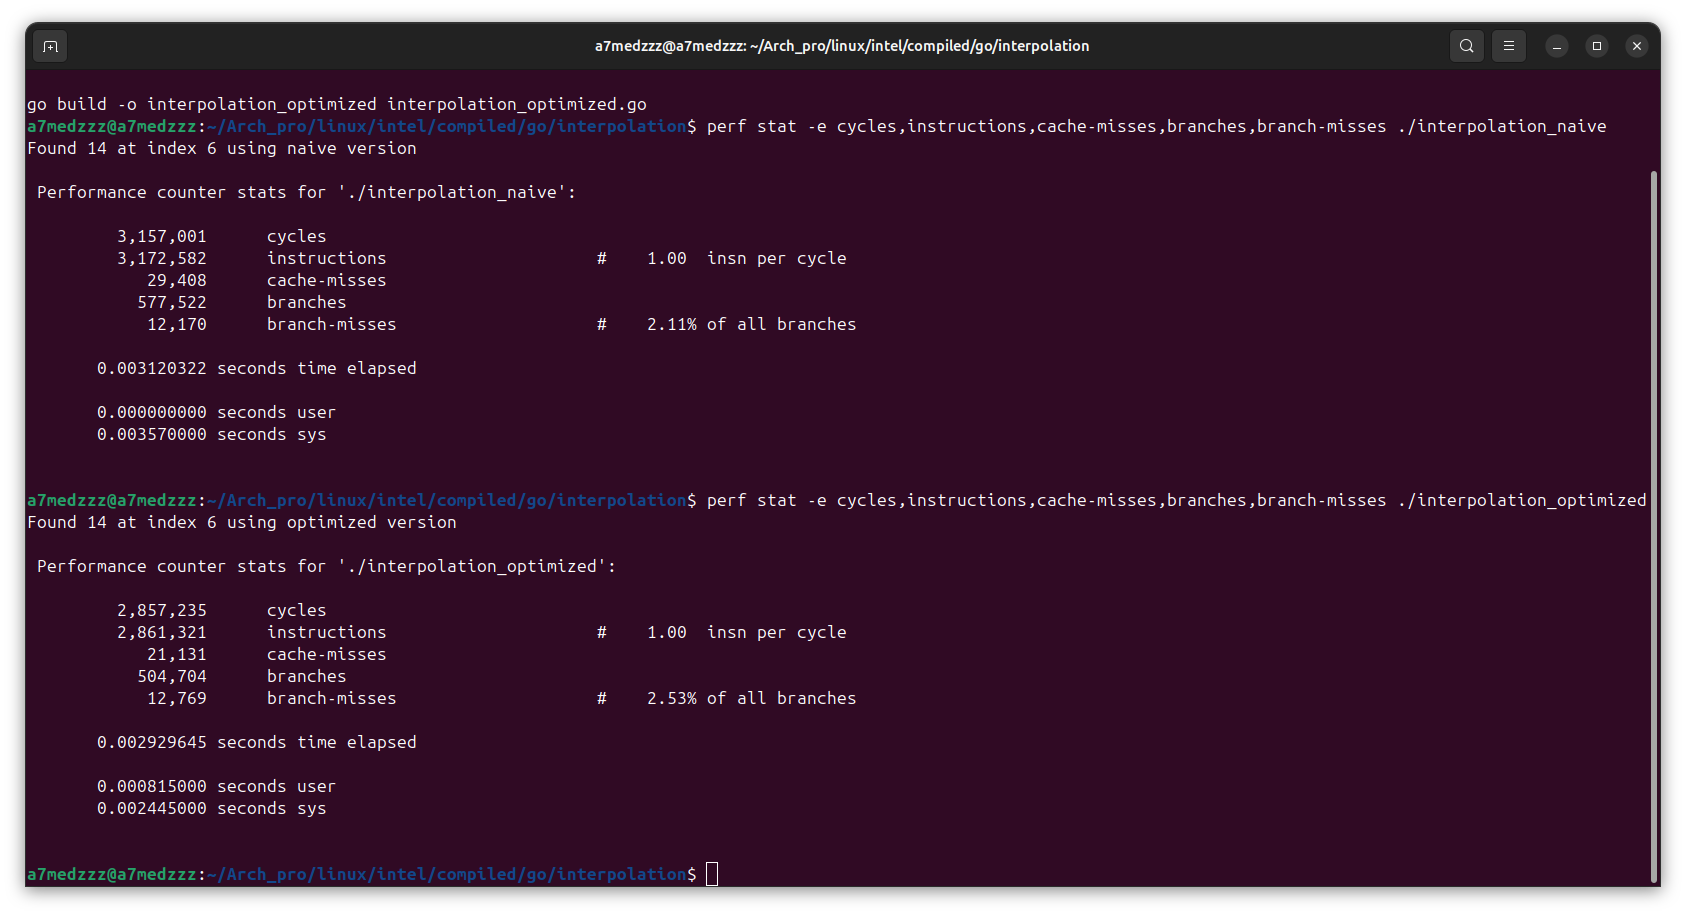 a7medzzz@a7medzzz: ~/Arch_pro/linux/intel/compiled/go/interpolation
go build -o interpolation_optimized interpolation_optimized.go
a7medzzz@a7medzzz:~/Arch_pro/linux/intel/compiled/go/interpolation$ perf stat -e cycles,instructions,cache-misses,branches,branch-misses ./interpolation_naive
Found 14 at index 6 using naive version
Performance counter stats for './interpolation_naive':
3,157,001 cycles
3,172,582 instructions # 1.00 insn per cycle
29,408 cache-misses
577,522 branches
12,170 branch-misses # 2.11% of all branches
0.003120322 seconds time elapsed
0.000000000 seconds user
0.003570000 seconds sys
a7medzzz@a7medzzz:~/Arch_pro/linux/intel/compiled/go/interpolation$ perf stat -e cycles,instructions,cache-misses,branches,branch-misses ./interpolation_optimized
Found 14 at index 6 using optimized version
Performance counter stats for './interpolation_optimized':
2,857,235 cycles
2,861,321 instructions # 1.00 insn per cycle
21,131 cache-misses
504,704 branches
12,769 branch-misses # 2.53% of all branches
0.002929645 seconds time elapsed
0.000815000 seconds user
0.002445000 seconds sys
a7medzzz@a7medzzz:~/Arch_pro/linux/intel/compiled/go/interpolation$